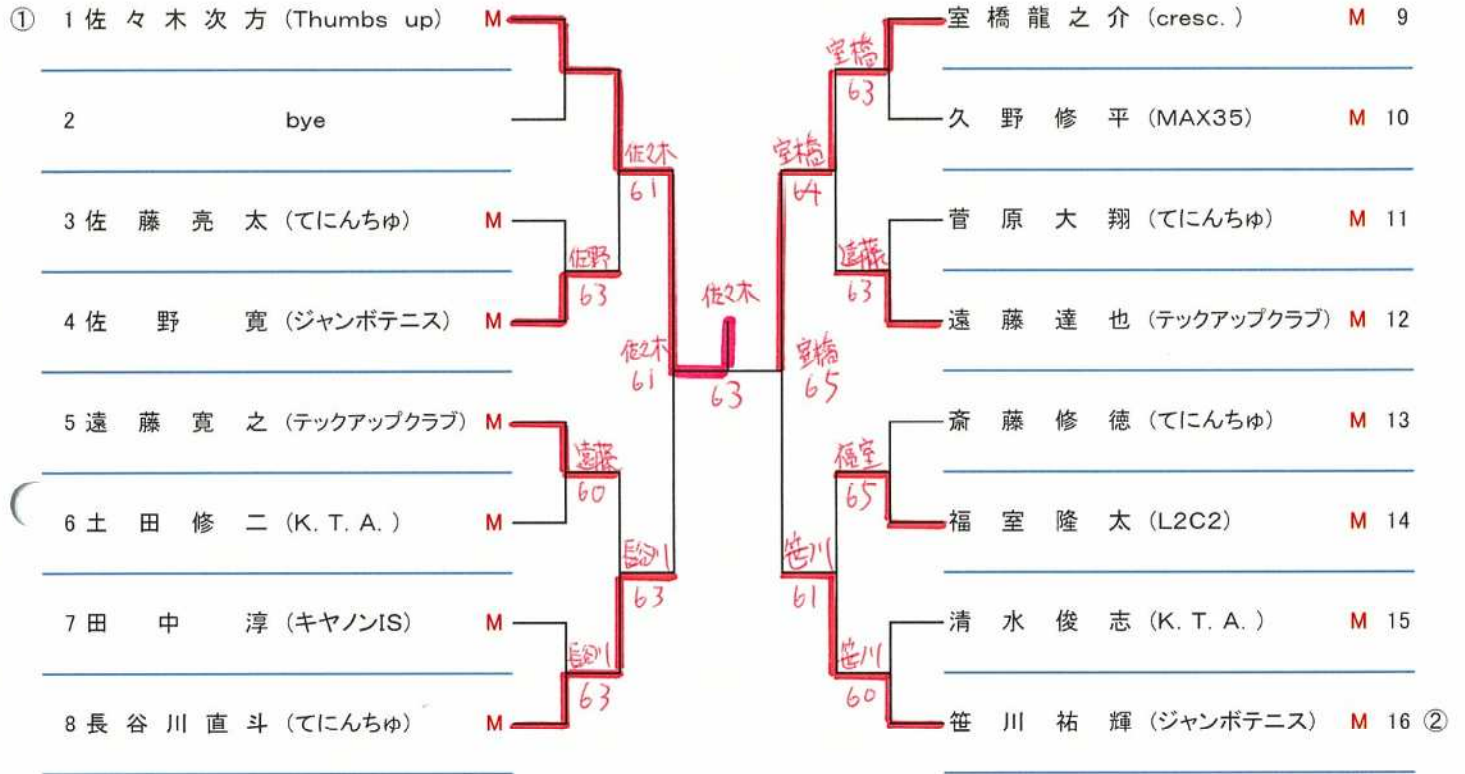 ① 1 佐々木次方 (Thumbs up) M
2 bye
3 佐藤亮太 (てにんちゅ) M
4 佐野寛 (ジャンボテニス) M
5 遠藤寛之 (テックアップクラブ) M
6 土田修二 (K.T.A.) M
7 田中淳 (キヤノンIS) M
8 長谷川直斗 (てにんちゅ) M
佐々木
61
佐野
63
佐々木
61
遠藤
60
長谷川
63
長谷川
63
佐々木
63
室橋
63
室橋
64
遠藤
63
室橋
65
福室
65
笹川
61
笹川
60
室橋龍之介 (cresc.) M 9
久野修平 (MAX35) M 10
菅原大翔 (てにんちゅ) M 11
遠藤達也 (テックアップクラブ) M 12
斎藤修徳 (てにんちゅ) M 13
福室隆太 (L2C2) M 14
清水俊志 (K.T.A.) M 15
笹川祐輝 (ジャンボテニス) M 16 ②